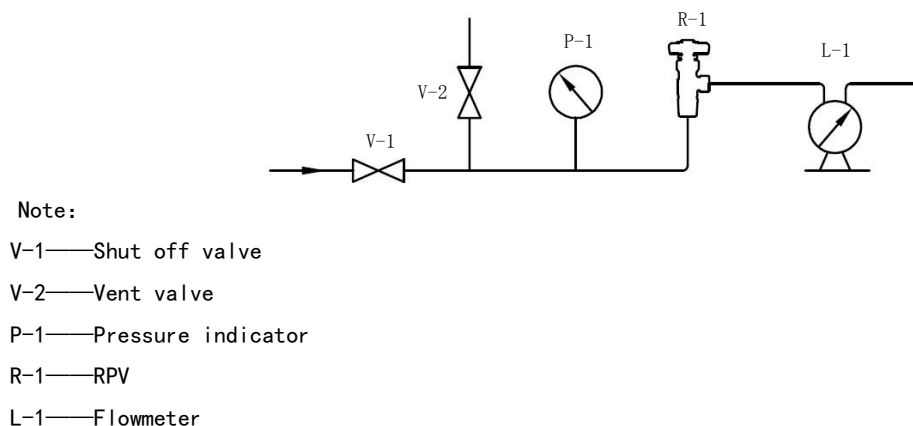 R-1
P-1
L-1
V-2
V-1
Note:
V-1——Shut off valve
V-2——Vent valve
P-1——Pressure indicator
R-1——RPV
L-1——Flowmeter